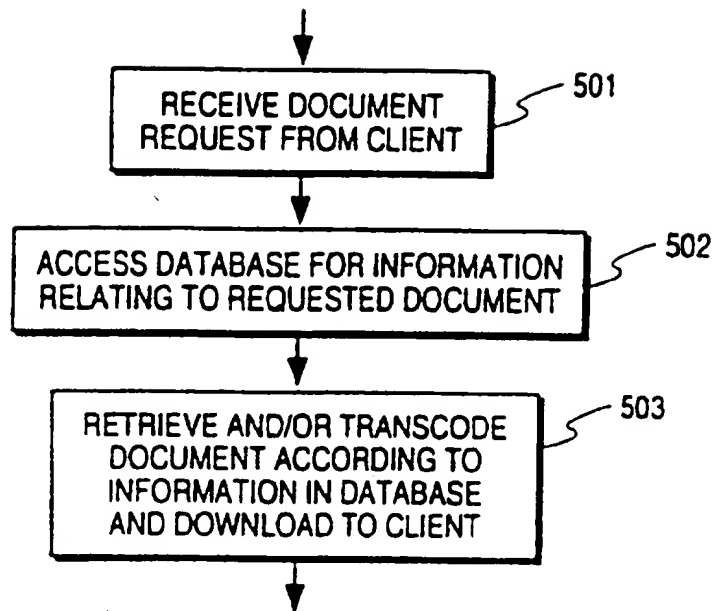 RECEIVE DOCUMENT
REQUEST FROM CLIENT
501
ACCESS DATABASE FOR INFORMATION
RELATING TO REQUESTED DOCUMENT
502
RETRIEVE AND/OR TRANSCODE
DOCUMENT ACCORDING TO
INFORMATION IN DATABASE
AND DOWNLOAD TO CLIENT
503